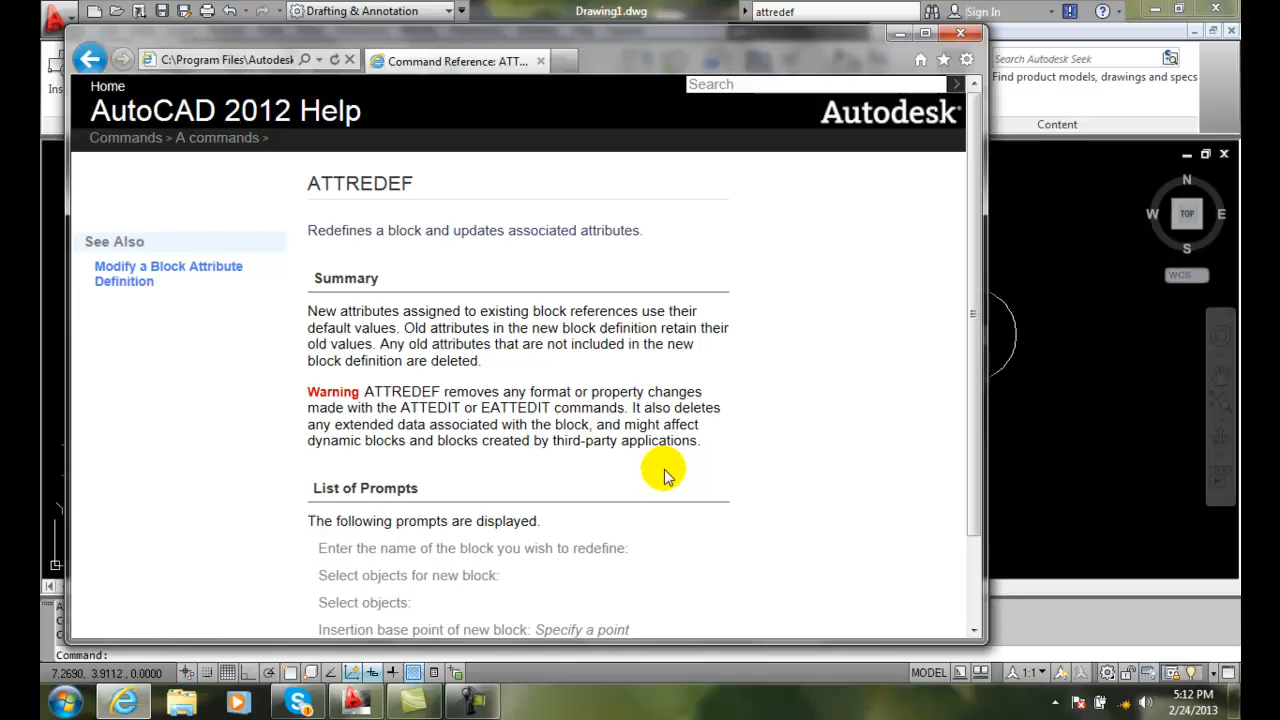 Drafting & Annotation
Drawing1.dwg
attredef
Sign In
C:\Program Files\Autodesk
Command Reference: ATT...
Search Autodesk Seek
Find product models, drawings and specs
Content
Ins
Home
Search
AutoCAD 2012 Help
Autodesk
Commands > A commands >
ATTREDEF
Redefines a block and updates associated attributes.
See Also
Modify a Block Attribute
Definition
Summary
New attributes assigned to existing block references use their
default values. Old attributes in the new block definition retain their
old values. Any old attributes that are not included in the new
block definition are deleted.
Warning ATTREDEF removes any format or property changes
made with the ATTEDIT or EATTEDIT commands. It also deletes
any extended data associated with the block, and might affect
dynamic blocks and blocks created by third-party applications.
List of Prompts
The following prompts are displayed.
Enter the name of the block you wish to redefine:
Select objects for new block:
Select objects:
Insertion base point of new block: Specify a point
N
W
TOP
E
S
WCS
Command:
7.2690, 3.9112, 0.0000
MODEL
1:1
5:12 PM
2/24/2013